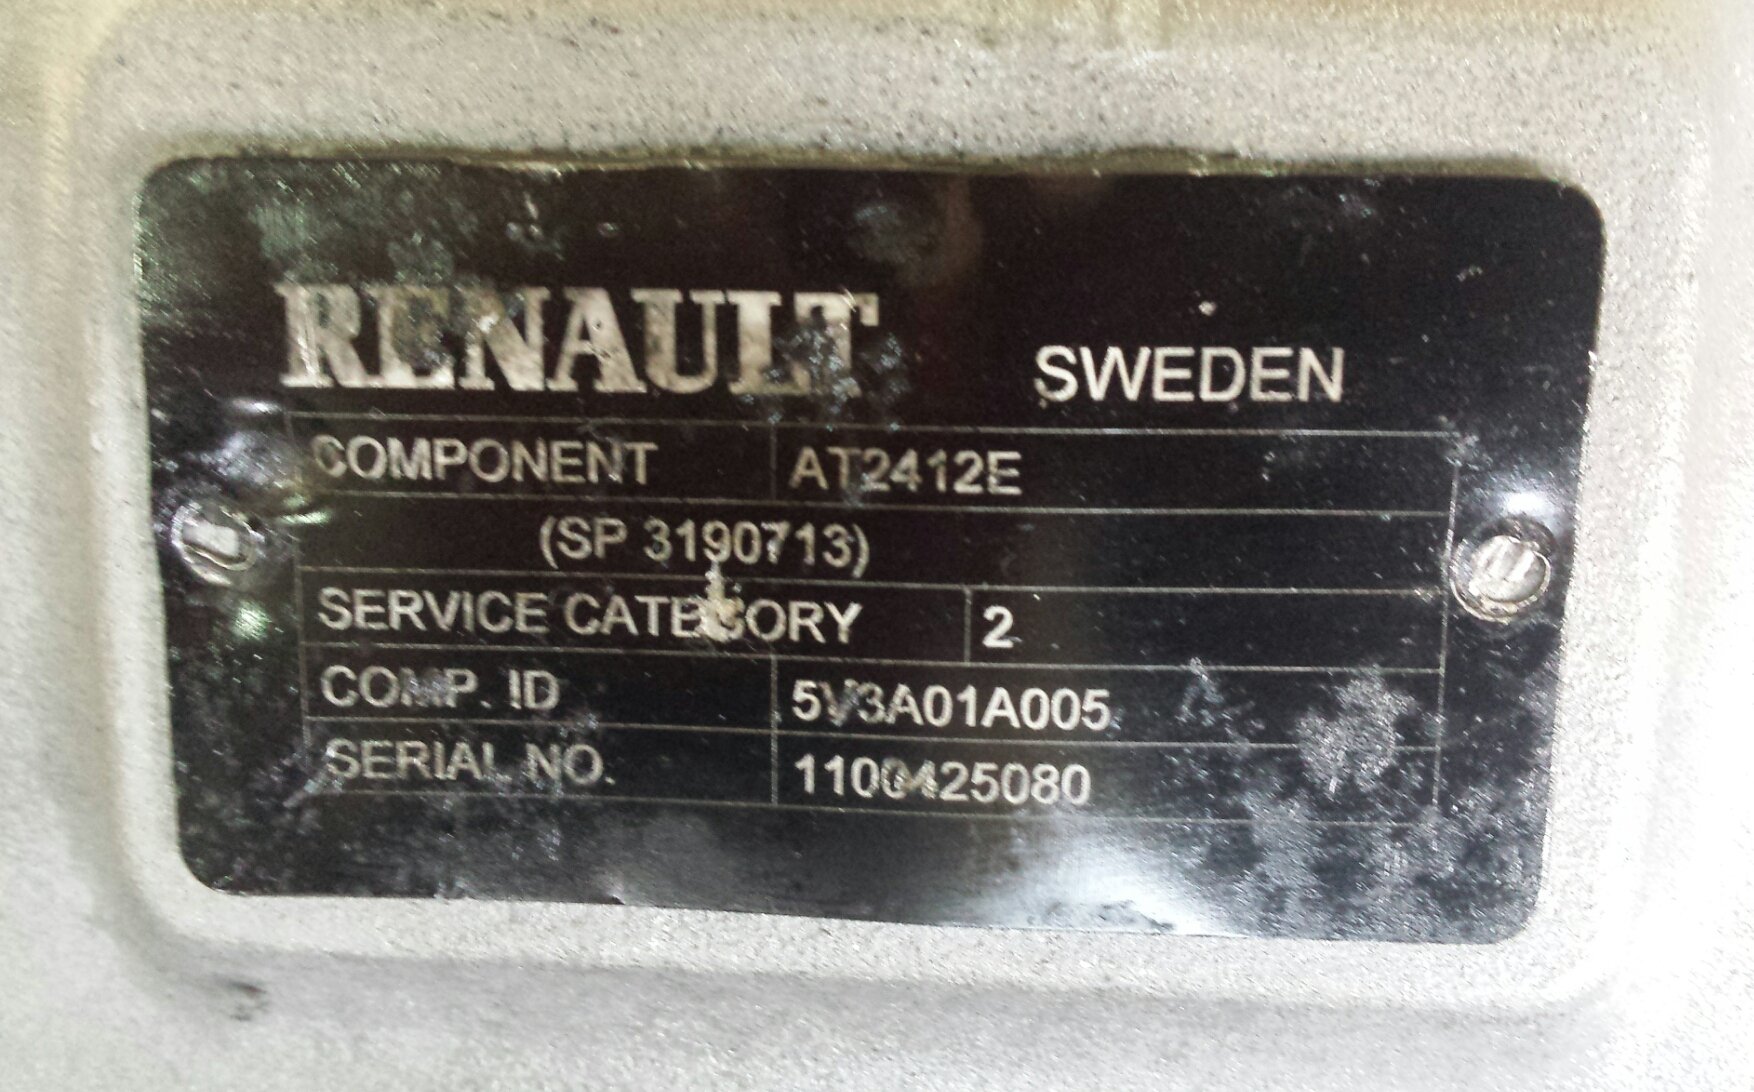 RENAULT SWEDEN
COMPONENT AT2412E
(SP 3190713)
SERVICE CATEGORY 2
COMP. ID 5V3A01A005
SERIAL NO. 1100425080